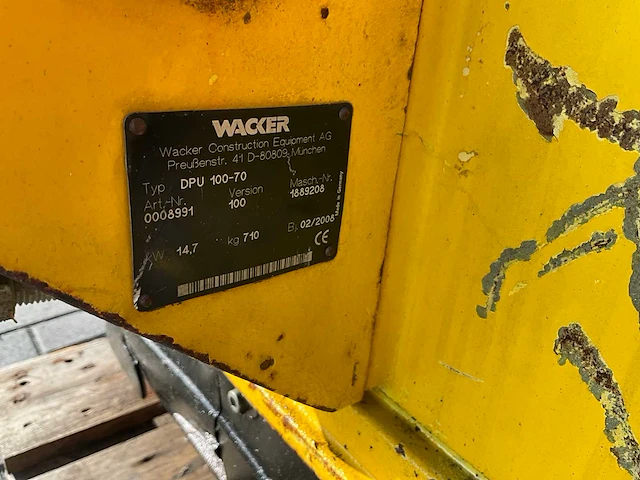 WACKER
Wacker Construction Equipment AG
Preußenstr. 41 D-80809 München
Typ DPU 100-70
Art.-Nr. Version Masch.-Nr.
0008991 100 1889208
kW 14,7 kg 710 Bj. 02/2008
CE
Made in Germany